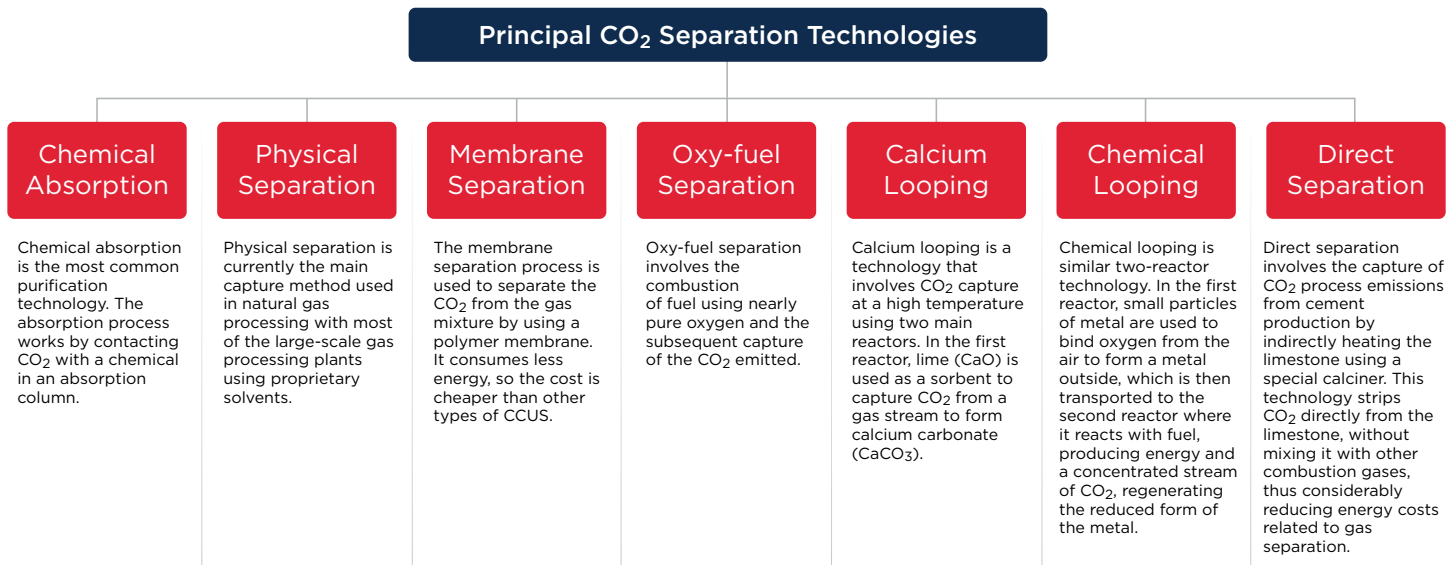 Principal CO₂ Separation Technologies
Chemical
Absorption
Chemical absorption
is the most common
purification
technology. The
absorption process
works by contacting
CO₂ with a chemical
in an absorption
column.
Physical
Separation
Physical separation is
currently the main
capture method used
in natural gas
processing with most
of the large-scale gas
processing plants
using proprietary
solvents.
Membrane
Separation
The membrane
separation process is
used to separate the
CO₂ from the gas
mixture by using a
polymer membrane.
It consumes less
energy, so the cost is
cheaper than other
types of CCUS.
Oxy-fuel
Separation
Oxy-fuel separation
involves the
combustion
of fuel using nearly
pure oxygen and the
subsequent capture
of the CO₂ emitted.
Calcium
Looping
Calcium looping is a
technology that
involves CO₂ capture
at a high temperature
using two main
reactors. In the first
reactor, lime (CaO) is
used as a sorbent to
capture CO₂ from a
gas stream to form
calcium carbonate
(CaCO₃).
Chemical
Looping
Chemical looping is
similar two-reactor
technology. In the first
reactor, small particles
of metal are used to
bind oxygen from the
air to form a metal
outside, which is then
transported to the
second reactor where
it reacts with fuel,
producing energy and
a concentrated stream
of CO₂, regenerating
the reduced form of
the metal.
Direct
Separation
Direct separation
involves the capture of
CO₂ process emissions
from cement
production by
indirectly heating the
limestone using a
special calciner. This
technology strips
CO₂ directly from the
limestone, without
mixing it with other
combustion gases,
thus considerably
reducing energy costs
related to gas
separation.